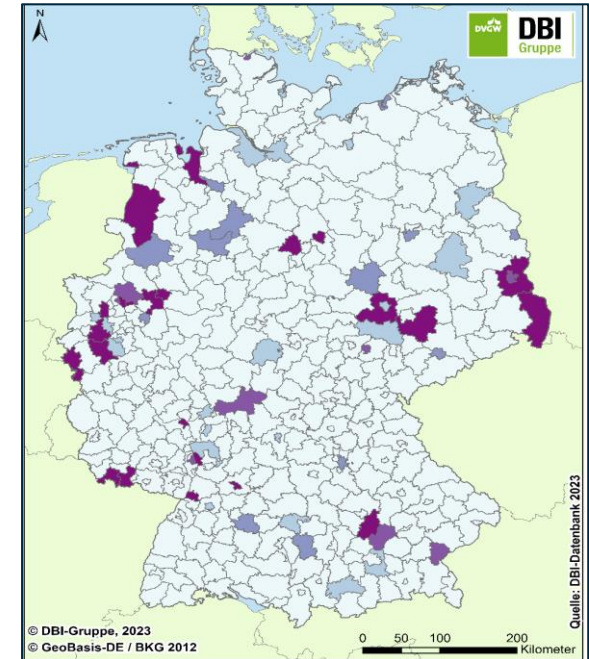 N
DVGW
DBI
Gruppe
Quelle: DBI-Datenbank 2023
© DBI-Gruppe, 2023
© GeoBasis-DE / BKG 2012
0 50 100 200
Kilometer